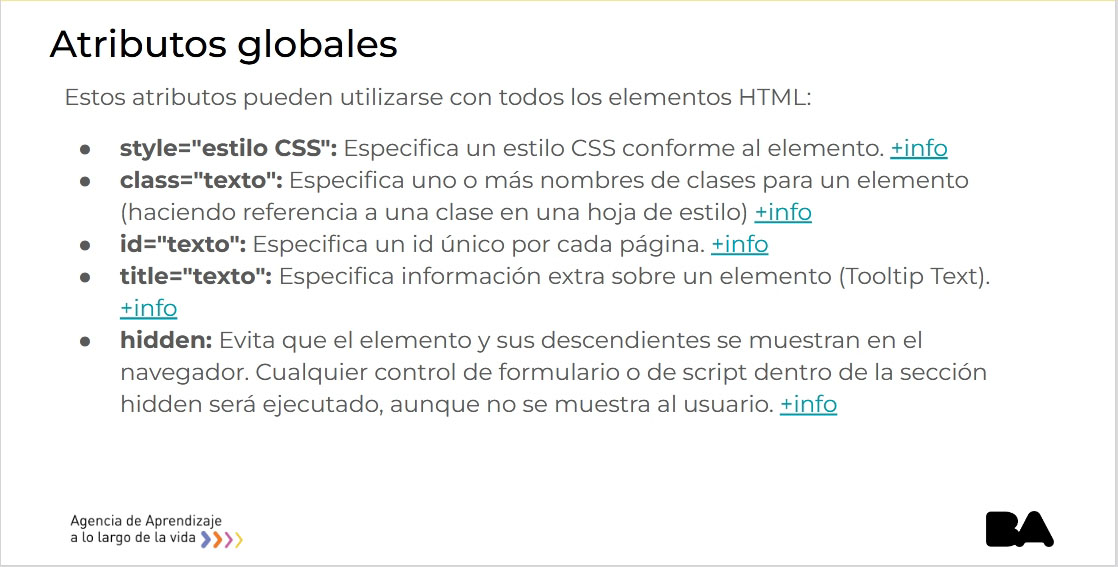 Atributos globales
Estos atributos pueden utilizarse con todos los elementos HTML:
● style="estilo CSS": Especifica un estilo CSS conforme al elemento. +info
● class="texto": Especifica uno o más nombres de clases para un elemento
(haciendo referencia a una clase en una hoja de estilo) +info
● id="texto": Especifica un id único por cada página. +info
● title="texto": Especifica información extra sobre un elemento (Tooltip Text).
+info
● hidden: Evita que el elemento y sus descendientes se muestran en el
navegador. Cualquier control de formulario o de script dentro de la sección
hidden será ejecutado, aunque no se muestra al usuario. +info
Agencia de Aprendizaje
a lo largo de la vida
BA